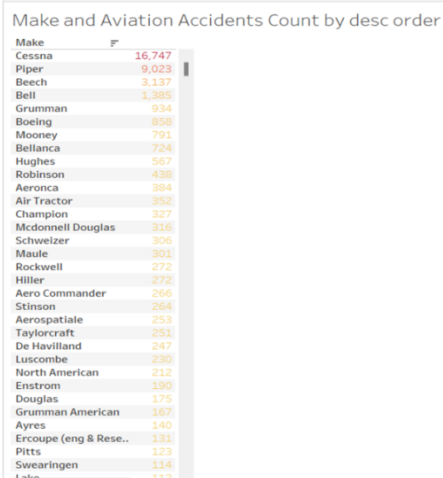 Make and Aviation Accidents Count by desc order
Make
Cessna 16,747
Piper 9,023
Beech 3,137
Bell 1,385
Grumman 934
Boeing 858
Mooney 791
Bellanca 724
Hughes 567
Robinson 438
Aeronca 384
Air Tractor 352
Champion 327
Mcdonnell Douglas 316
Schweizer 306
Maule 301
Rockwell 272
Hiller 272
Aero Commander 266
Stinson 264
Aerospatiale 253
Taylorcraft 251
De Havilland 247
Luscombe 230
North American 212
Enstrom 190
Douglas 175
Grumman American 167
Ayres 140
Ercoupe (eng & Rese.. 131
Pitts 123
Swearingen 114
Lake 112